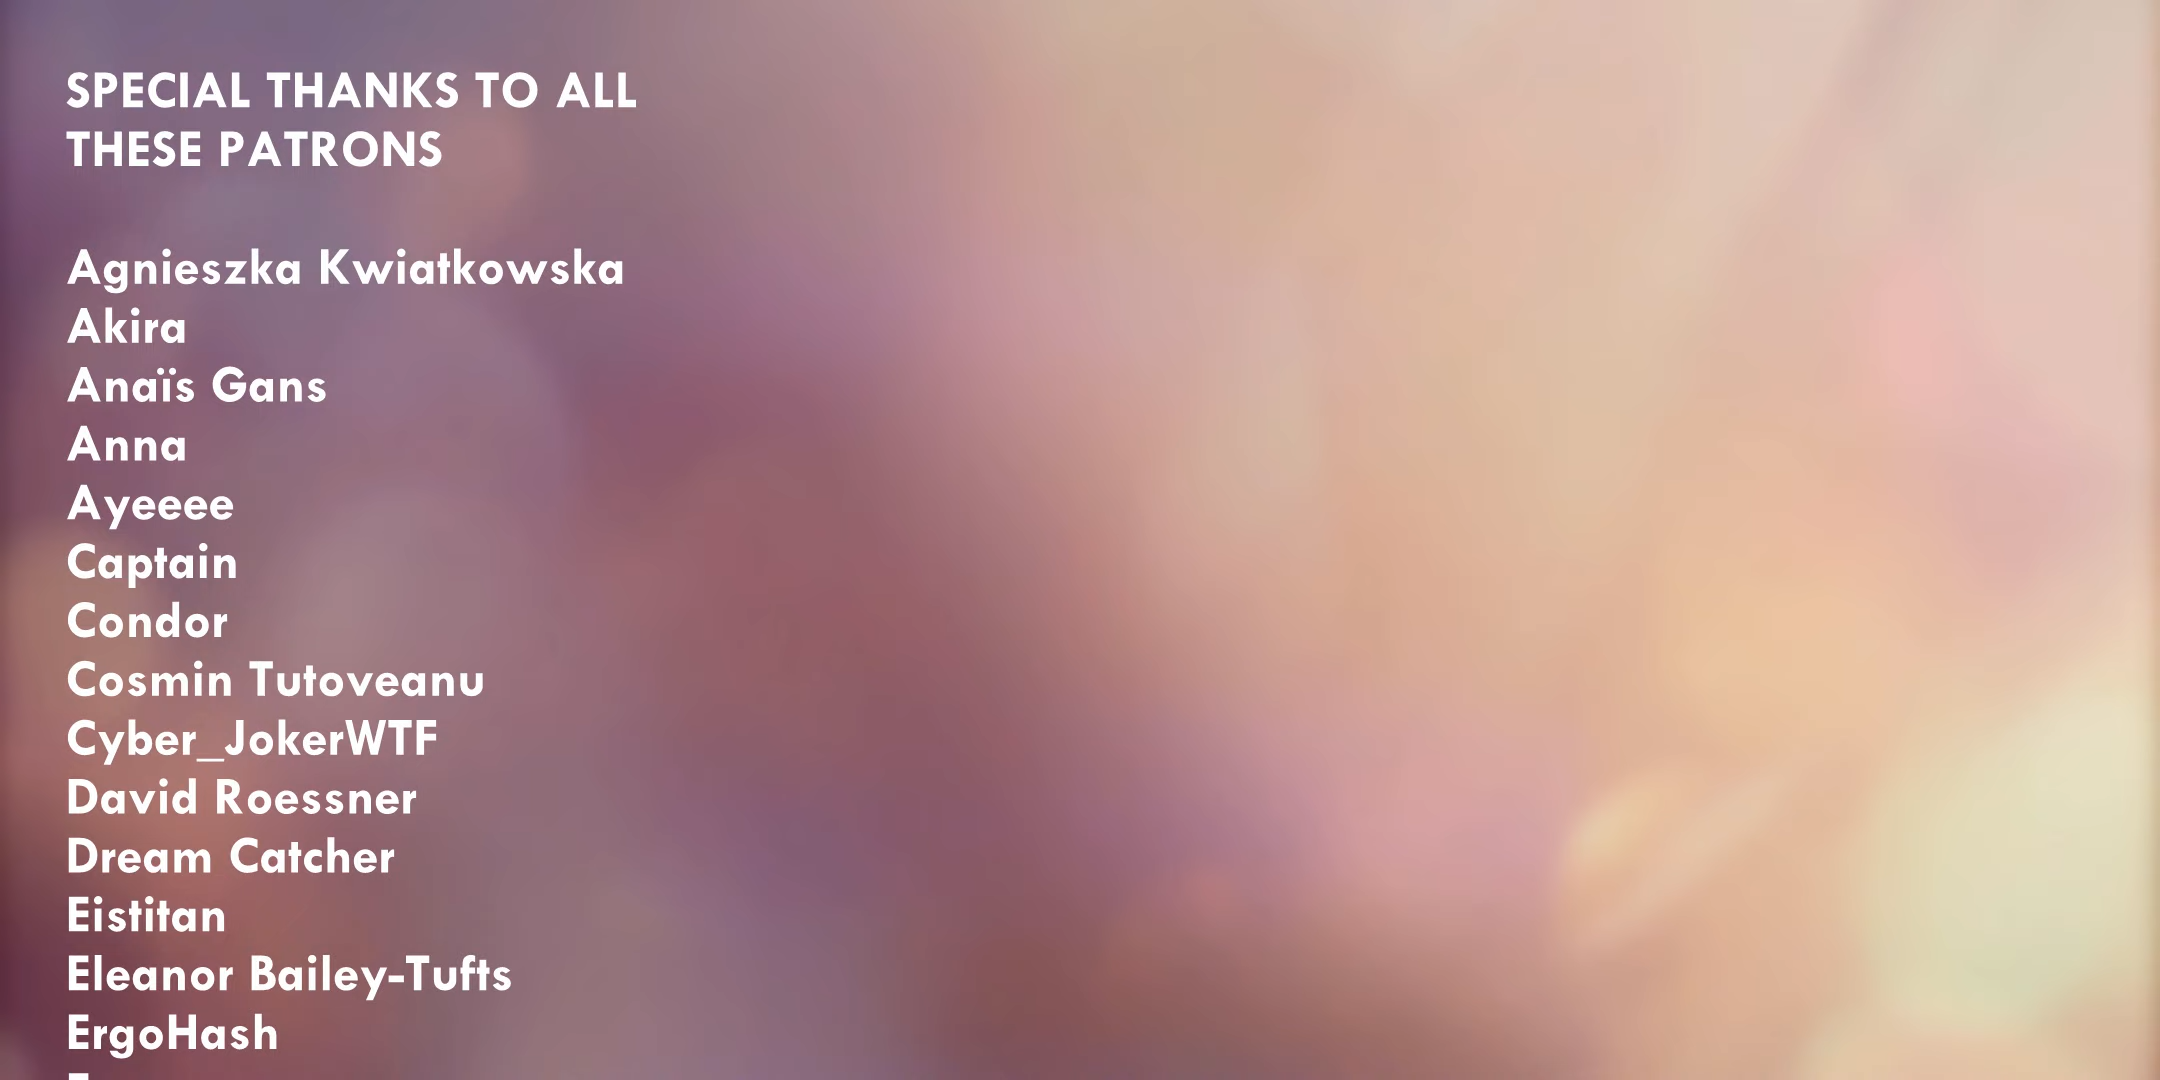 SPECIAL THANKS TO ALL
THESE PATRONS
Agnieszka Kwiatkowska
Akira
Anaïs Gans
Anna
Ayeeee
Captain
Condor
Cosmin Tutoveanu
Cyber_JokerWTF
David Roessner
Dream Catcher
Eistitan
Eleanor Bailey-Tufts
ErgoHash